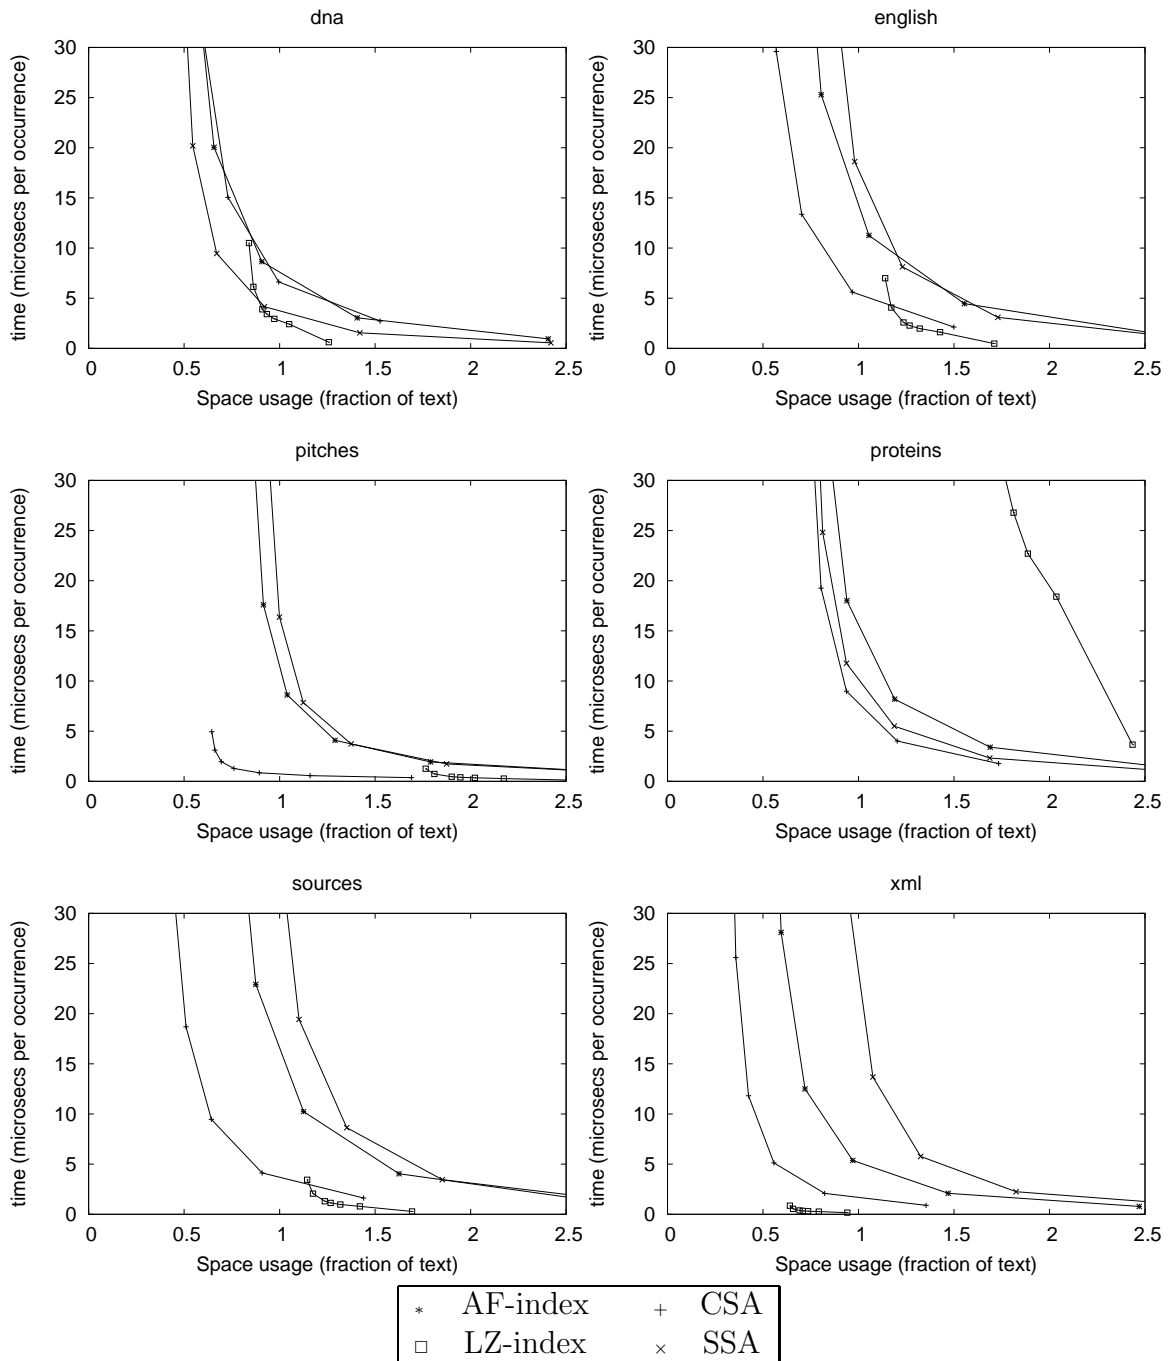 dna
english
time (microsecs per occurrence)
30
25
20
15
10
5
0
0 0.5 1 1.5 2 2.5
Space usage (fraction of text)
time (microsecs per occurrence)
30
25
20
15
10
5
0
0 0.5 1 1.5 2 2.5
Space usage (fraction of text)
pitches
proteins
time (microsecs per occurrence)
30
25
20
15
10
5
0
0 0.5 1 1.5 2 2.5
Space usage (fraction of text)
time (microsecs per occurrence)
30
25
20
15
10
5
0
0 0.5 1 1.5 2 2.5
Space usage (fraction of text)
sources
xml
time (microsecs per occurrence)
30
25
20
15
10
5
0
0 0.5 1 1.5 2 2.5
Space usage (fraction of text)
time (microsecs per occurrence)
30
25
20
15
10
5
0
0 0.5 1 1.5 2 2.5
Space usage (fraction of text)
AF-index CSA
LZ-index SSA